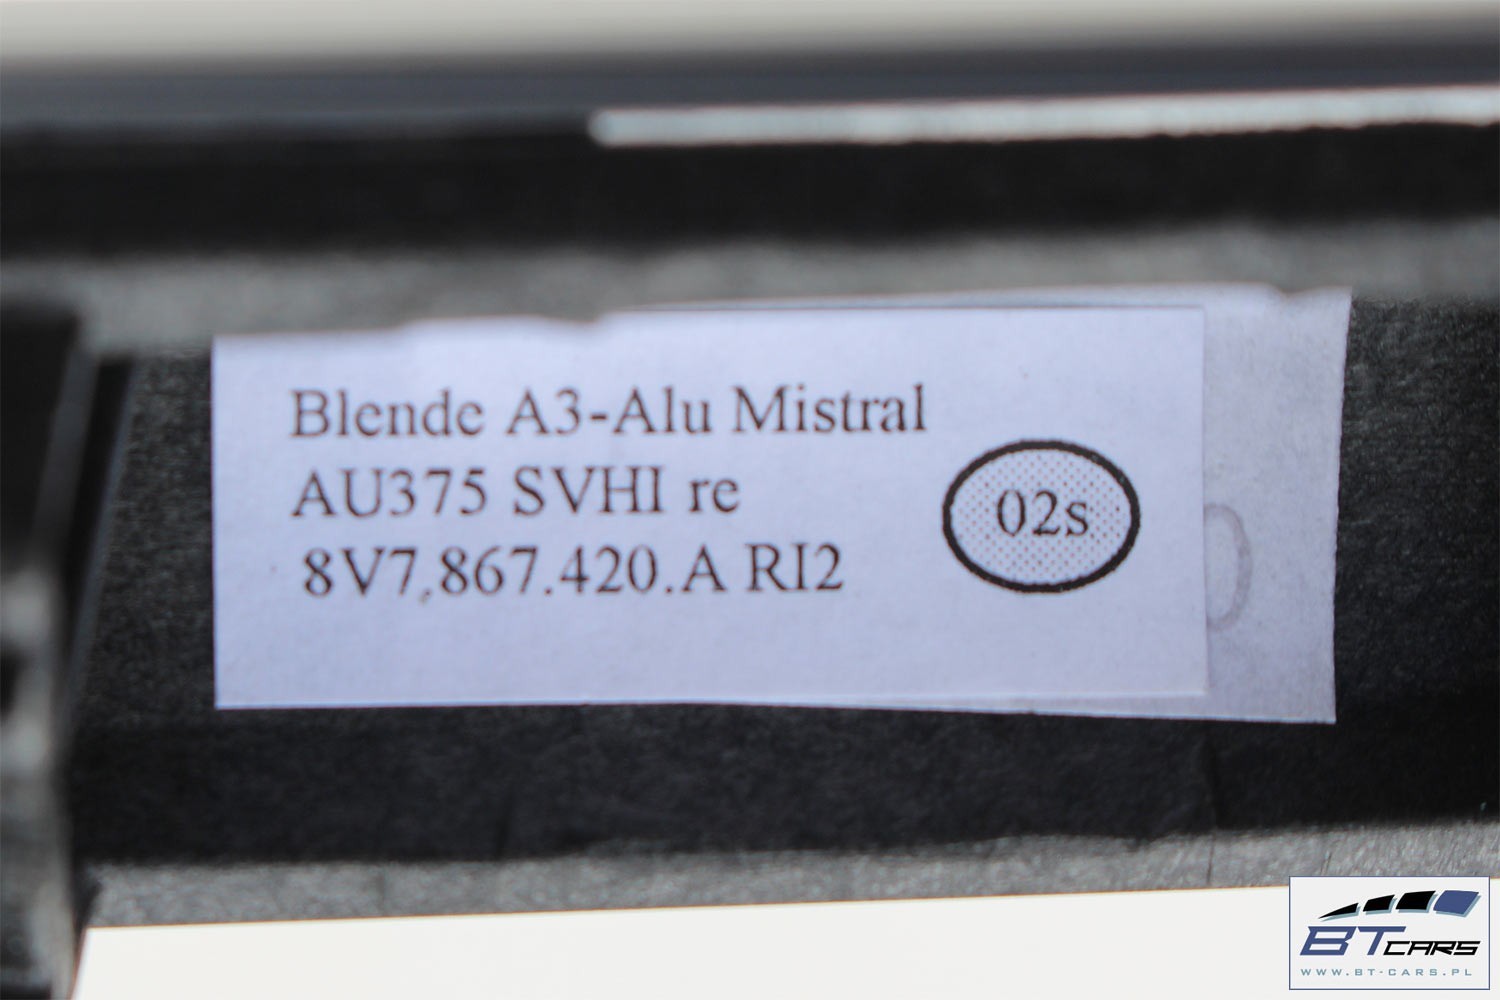 Blende A3-Alu Mistral
AU375 SVHI re
8V7.867.420.A RI2
02s
BT CARS
WWW.BT-CARS.PL